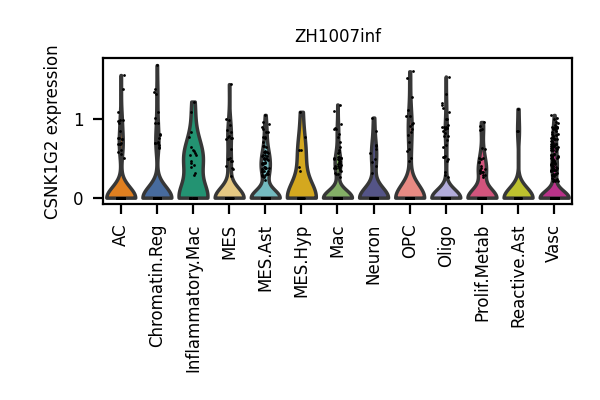 ZH1007inf
CSNK1G2 expression
1
0
AC
Chromatin.Reg
Inflammatory.Mac
MES
MES.Ast
MES.Hyp
Mac
Neuron
OPC
Oligo
Prolif.Metab
Reactive.Ast
Vasc